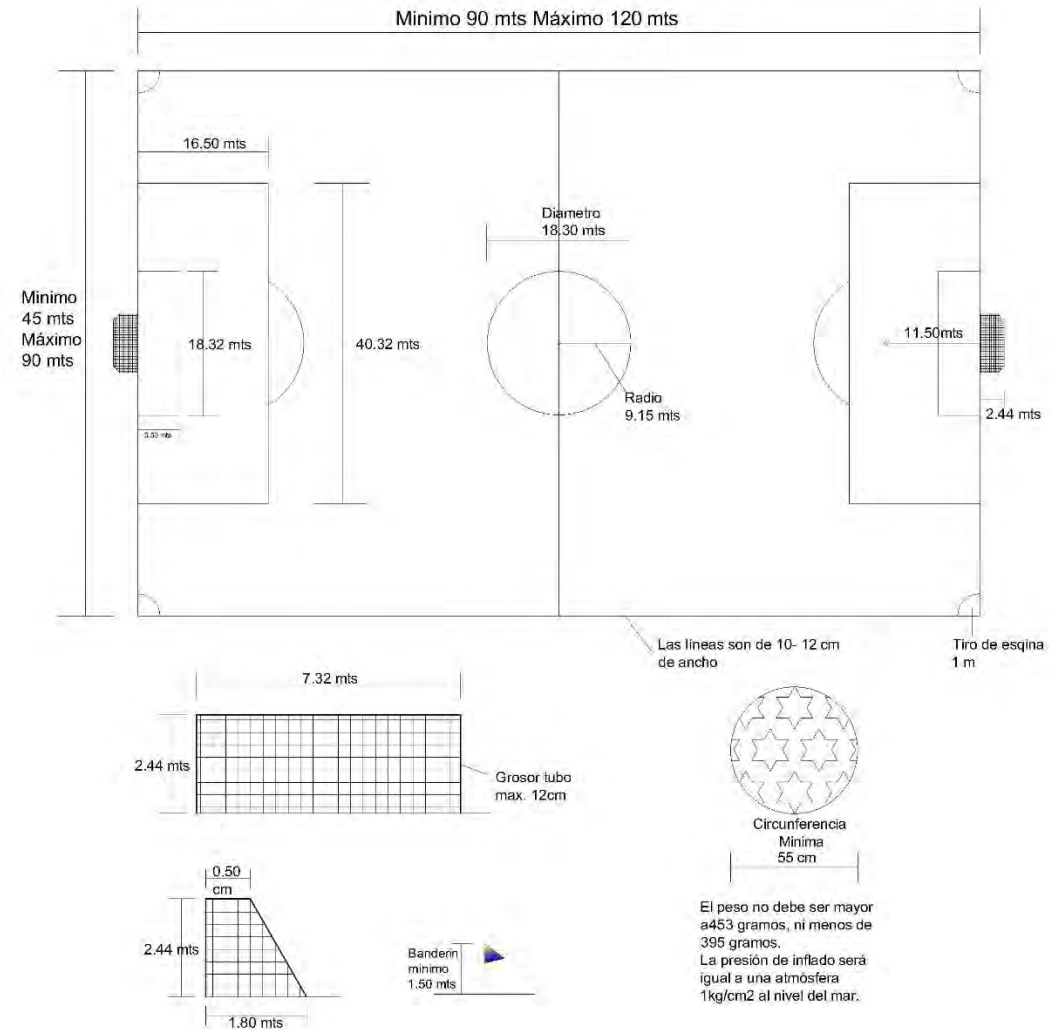 Minimo 90 mts Máximo 120 mts
16.50 mts
Diametro
18.30 mts
Minimo
45 mts
Máximo
90 mts
18.32 mts
40.32 mts
11.50mts
Radio
9.15 mts
2.44 mts
5.50 mts
Las líneas son de 10- 12 cm
de ancho
Tiro de esqina
1 m
7.32 mts
2.44 mts
Grosor tubo
max. 12cm
Circunferencia
Minima
55 cm
0.50
cm
2.44 mts
1.80 mts
Banderin
minimo
1.50 mts
El peso no debe ser mayor
a453 gramos, ni menos de
395 gramos.
La presión de inflado será
igual a una atmósfera
1kg/cm2 al nivel del mar.